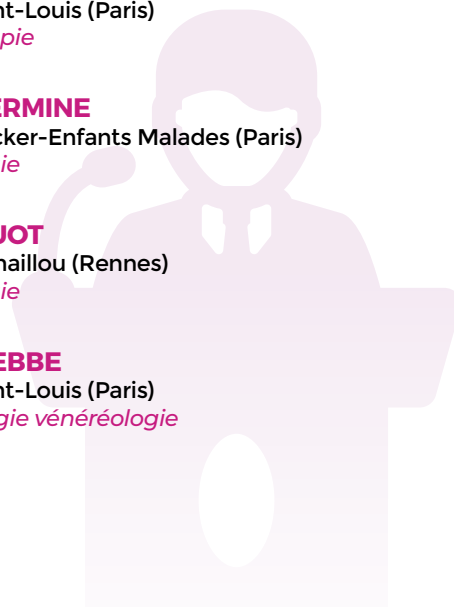 nt-Louis (Paris)
pie
ERMINE
cker-Enfants Malades (Paris)
ie
JOT
haillou (Rennes)
ie
EBBE
nt-Louis (Paris)
gie vénéréologie